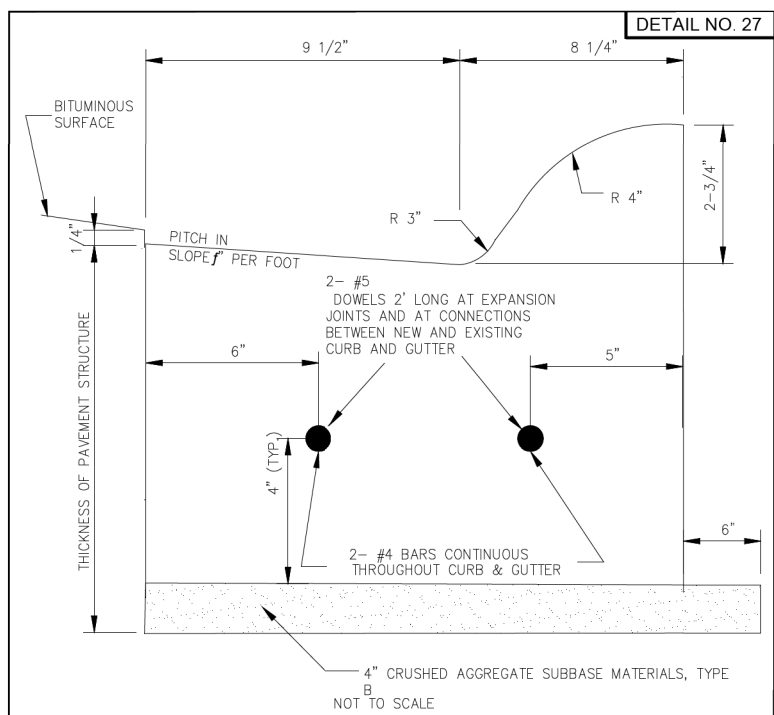 DETAIL NO. 27
9 1/2"
8 1/4"
BITUMINOUS
SURFACE
2-3/4"
R 4"
R 3"
1/4"
PITCH IN
SLOPE f" PER FOOT
2- #5
DOWELS 2' LONG AT EXPANSION
JOINTS AND AT CONNECTIONS
BETWEEN NEW AND EXISTING
CURB AND GUTTER
6"
5"
THICKNESS OF PAVEMENT STRUCTURE
4" (TYP.)
6"
2- #4 BARS CONTINUOUS
THROUGHOUT CURB & GUTTER
4" CRUSHED AGGREGATE SUBBASE MATERIALS, TYPE
B
NOT TO SCALE